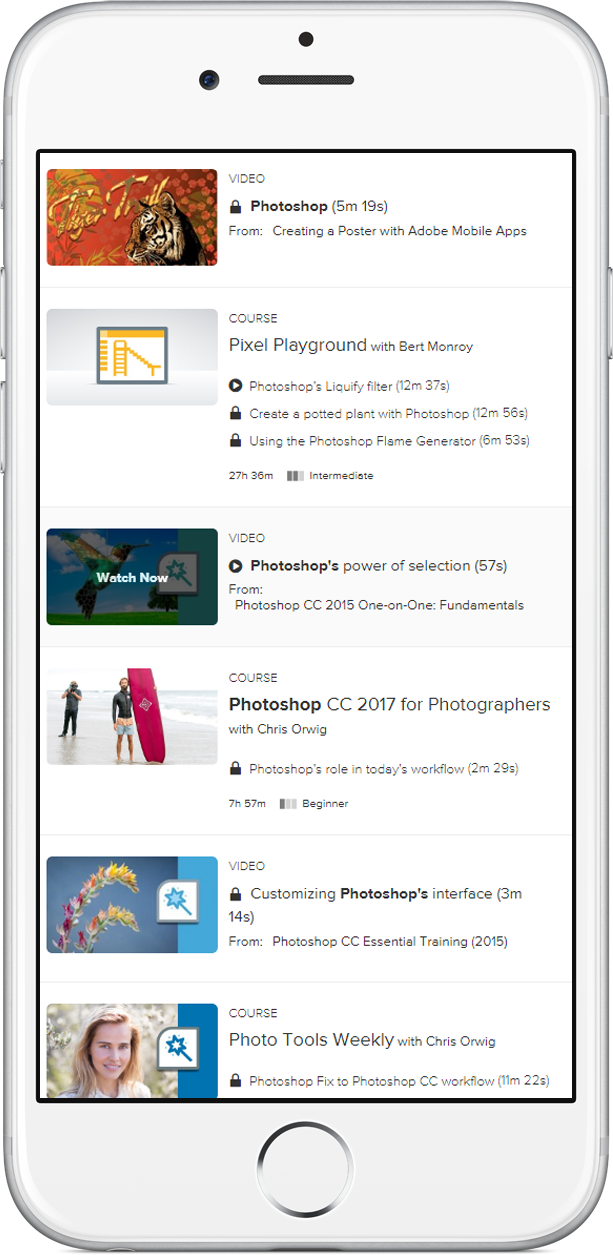 Tiger Tall
VIDEO
Photoshop (5m 19s)
From: Creating a Poster with Adobe Mobile Apps
COURSE
Pixel Playground with Bert Monroy
Photoshop's Liquify filter (12m 37s)
Create a potted plant with Photoshop (12m 56s)
Using the Photoshop Flame Generator (6m 53s)
27h 36m Intermediate
Watch Now
VIDEO
Photoshop's power of selection (57s)
From:
Photoshop CC 2015 One-on-One: Fundamentals
COURSE
Photoshop CC 2017 for Photographers
with Chris Orwig
Photoshop's role in today's workflow (2m 29s)
7h 57m Beginner
VIDEO
Customizing Photoshop's interface (3m
14s)
From: Photoshop CC Essential Training (2015)
COURSE
Photo Tools Weekly with Chris Orwig
Photoshop Fix to Photoshop CC workflow (11m 22s)